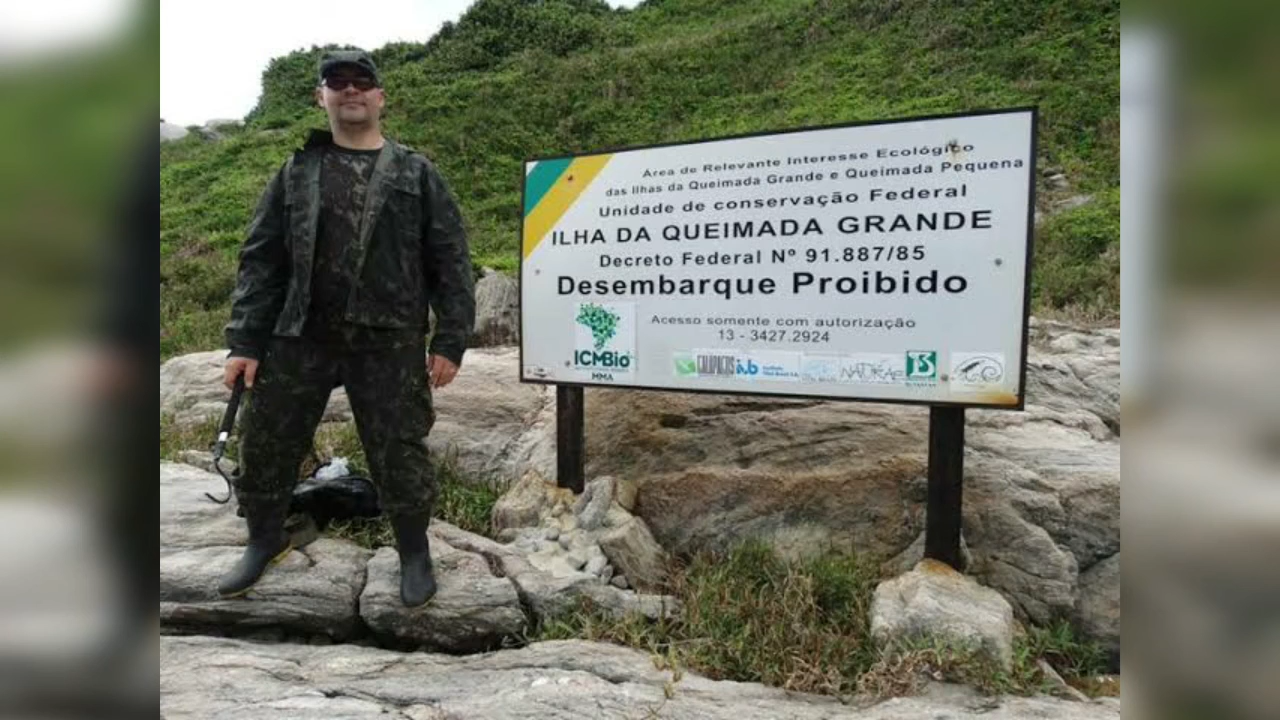 Área de Relevante Interesse Ecológico
das Ilhas da Queimada Grande e Queimada Pequena
Unidade de conservação Federal
ILHA DA QUEIMADA GRANDE
Decreto Federal Nº 91.887/85
Desembarque Proibido
Acesso somente com autorização
13 - 3427.2924
ICMBio
MMA